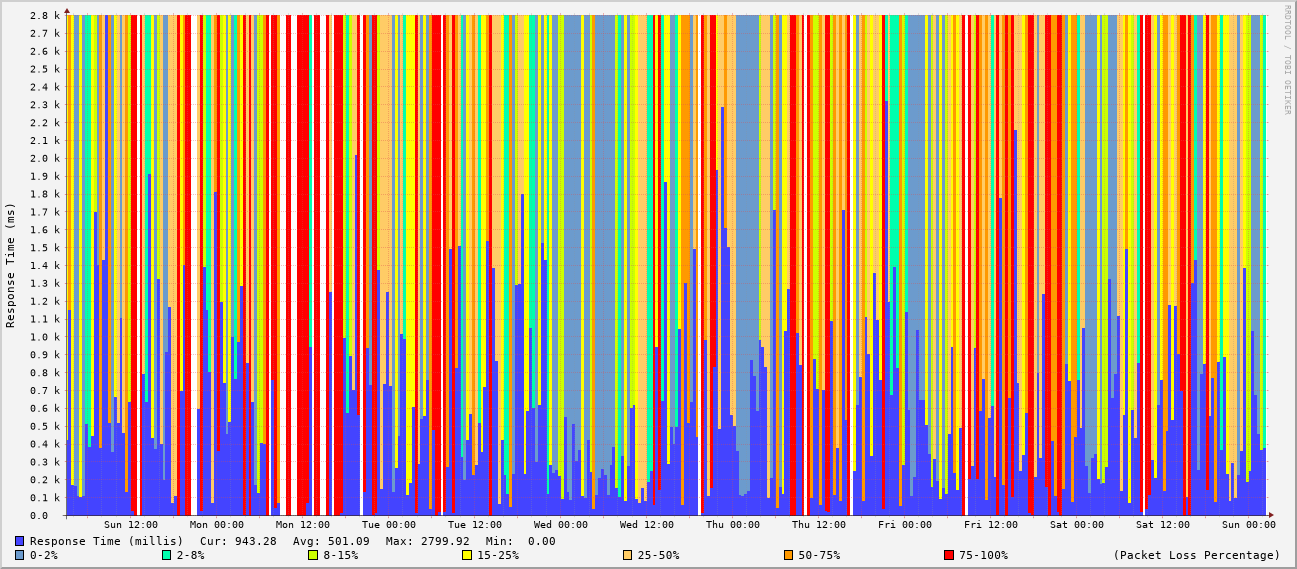 2.8 k
2.7 k
2.6 k
2.5 k
2.4 k
2.3 k
2.2 k
2.1 k
2.0 k
1.9 k
1.8 k
1.7 k
1.6 k
1.5 k
1.4 k
1.3 k
1.2 k
1.1 k
1.0 k
0.9 k
0.8 k
0.7 k
0.6 k
0.5 k
0.4 k
0.3 k
0.2 k
0.1 k
0.0
Response Time (ms)
RRDTOOL / TOBI OETIKER
Sun 12:00 Mon 00:00 Mon 12:00 Tue 00:00 Tue 12:00 Wed 00:00 Wed 12:00 Thu 00:00 Thu 12:00 Fri 00:00 Fri 12:00 Sat 00:00 Sat 12:00 Sun 00:00
Response Time (millis) Cur: 943.28 Avg: 501.09 Max: 2799.92 Min: 0.00
0-2% 2-8% 8-15% 15-25% 25-50% 50-75% 75-100% (Packet Loss Percentage)